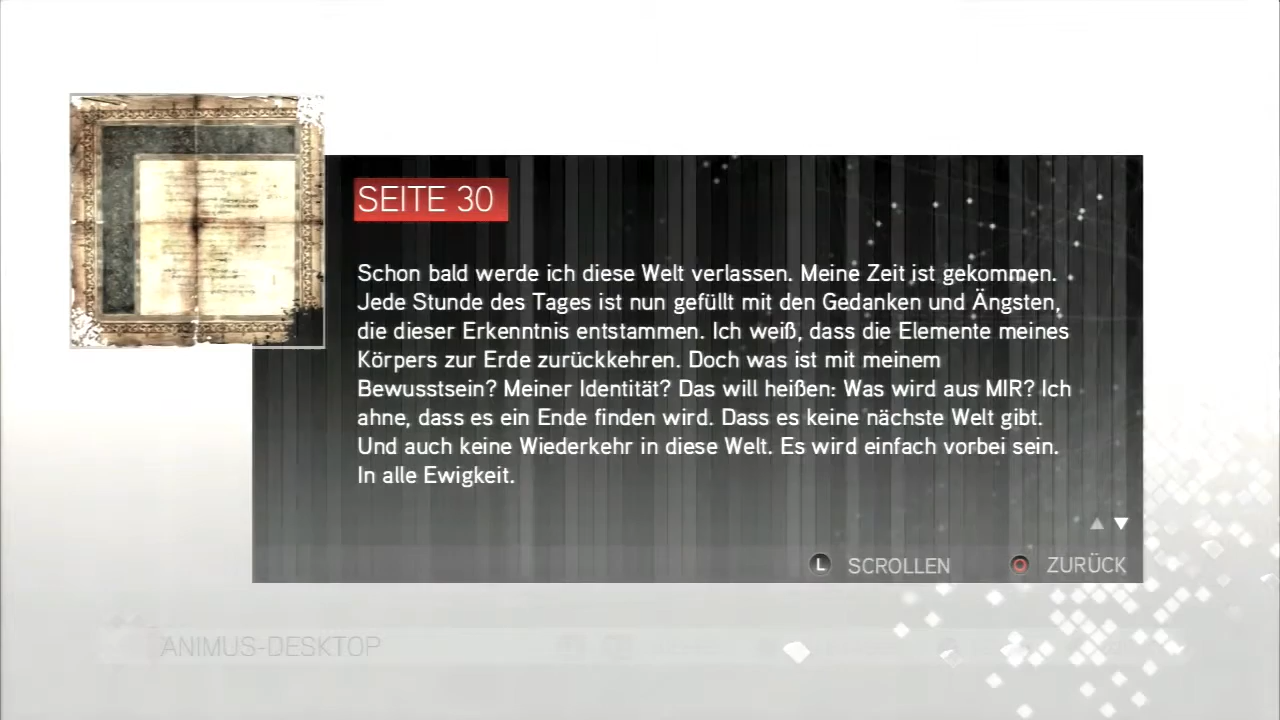 SEITE 30
Schon bald werde ich diese Welt verlassen. Meine Zeit ist gekommen.
Jede Stunde des Tages ist nun gefüllt mit den Gedanken und Ängsten,
die dieser Erkenntnis entstammen. Ich weiß, dass die Elemente meines
Körpers zur Erde zurückkehren. Doch was ist mit meinem
Bewusstsein? Meiner Identität? Das will heißen: Was wird aus MIR? Ich
ahne, dass es ein Ende finden wird. Dass es keine nächste Welt gibt.
Und auch keine Wiederkehr in diese Welt. Es wird einfach vorbei sein.
In alle Ewigkeit.
L SCROLLEN ZURÜCK
ANIMUS-DESKTOP